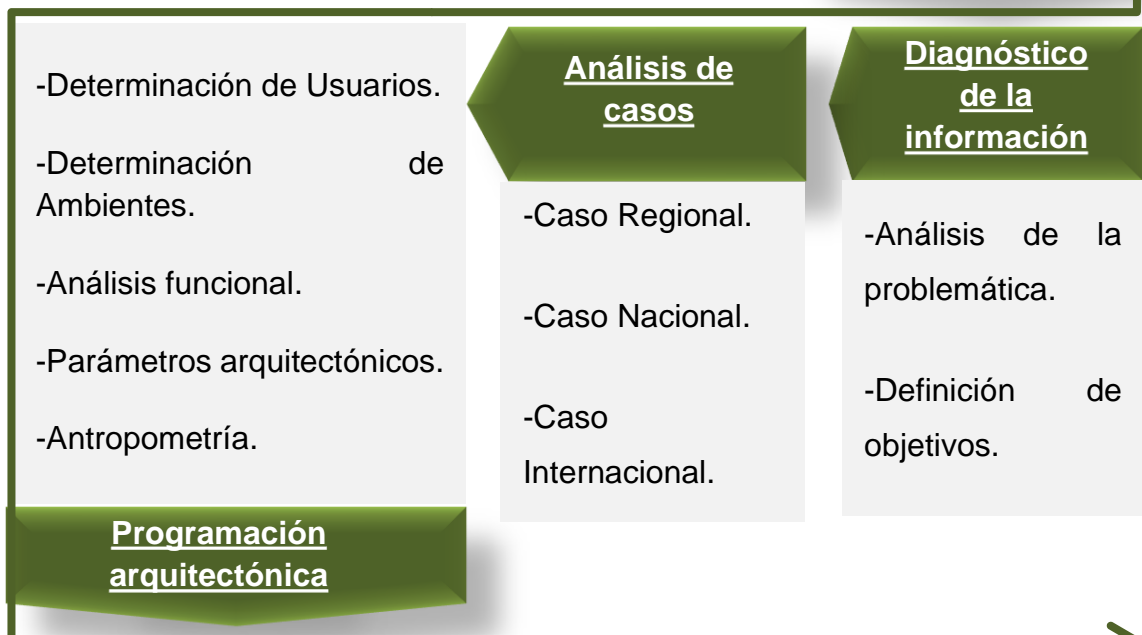 -Determinación de Usuarios.
-Determinación de
Ambientes.
-Análisis funcional.
-Parámetros arquitectónicos.
-Antropometría.
Programación
arquitectónica
Análisis de
casos
-Caso Regional.
-Caso Nacional.
-Caso
Internacional.
Diagnóstico
de la
información
-Análisis de la
problemática.
-Definición de
objetivos.